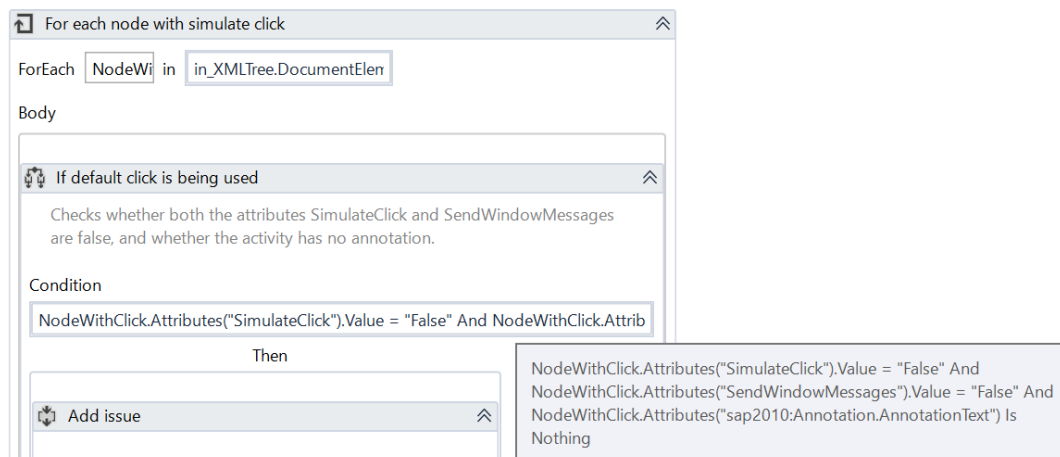 For each node with simulate click
ForEach NodeWi in in_XMLTree.DocumentElem
Body
If default click is being used
Checks whether both the attributes SimulateClick and SendWindowMessages
are false, and whether the activity has no annotation.
Condition
NodeWithClick.Attributes("SimulateClick").Value = "False" And NodeWithClick.Attrib
Then
Add issue
NodeWithClick.Attributes("SimulateClick").Value = "False" And
NodeWithClick.Attributes("SendWindowMessages").Value = "False" And
NodeWithClick.Attributes("sap2010:Annotation.AnnotationText") Is
Nothing